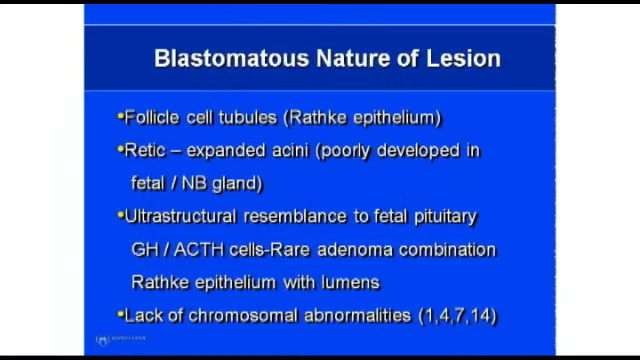 Blastomatous Nature of Lesion
•Follicle cell tubules (Rathke epithelium)
•Retic – expanded acini (poorly developed in
fetal / NB gland)
•Ultrastructural resemblance to fetal pituitary
GH / ACTH cells-Rare adenoma combination
Rathke epithelium with lumens
•Lack of chromosomal abnormalities (1,4,7,14)